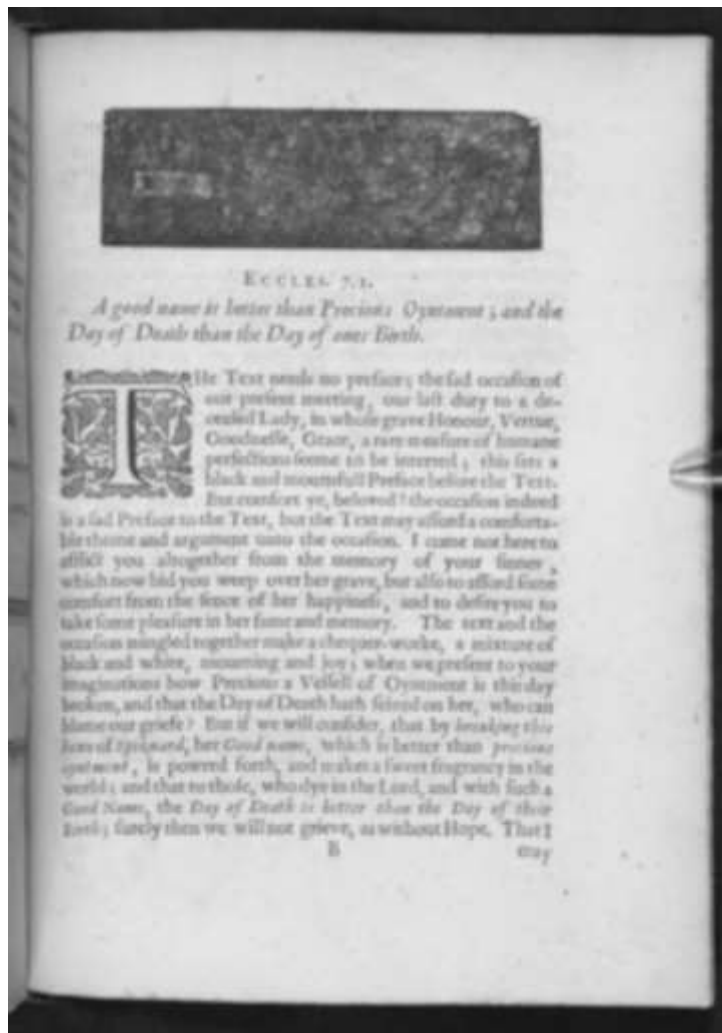 ECCLES. 7.1.
A good name is better than Precious Oyntment; and the
Day of Death than the Day of ones Birth.
THe Text needs no preface; the sad occasion of
our present meeting, our last duty to a de-
ceased Lady, in whose grave Honour, Vertue,
Goodnesse, Grace, a rare measure of humane
perfections seeme to be interred; this sets a
black and mournfull Preface before the Text.
But comfort ye, beloved! the occasion indeed
is a sad Preface to the Text, but the Text may afford a comforta-
ble theme and argument unto the occasion. I come not here to
afflict you altogether from the memory of your
which now bid you weep over her grave, but also to afford some
comfort from the sence of her happiness, and to desire you to
take some pleasure in her fame and memory. The text and the
occasion mingled together make a chequer-worke, a mixture of
black and white, mourning and joy; when we present to your
imaginations how Precious a Vessell of Oyntment is this day
broken, and that the Day of Death hath seized on her, who can
blame our griefe? But if we will consider, that by breaking this
boxe of Spiknard, her Good name, which is better than precious
oyntment, is powred forth, and makes a sweet fragrancy in the
world; and that to those, who dye in the Lord, and with such a
Good Name, the Day of Death is better than the Day of their
Birth; surely then we will not grieve, as without Hope. That I
B may